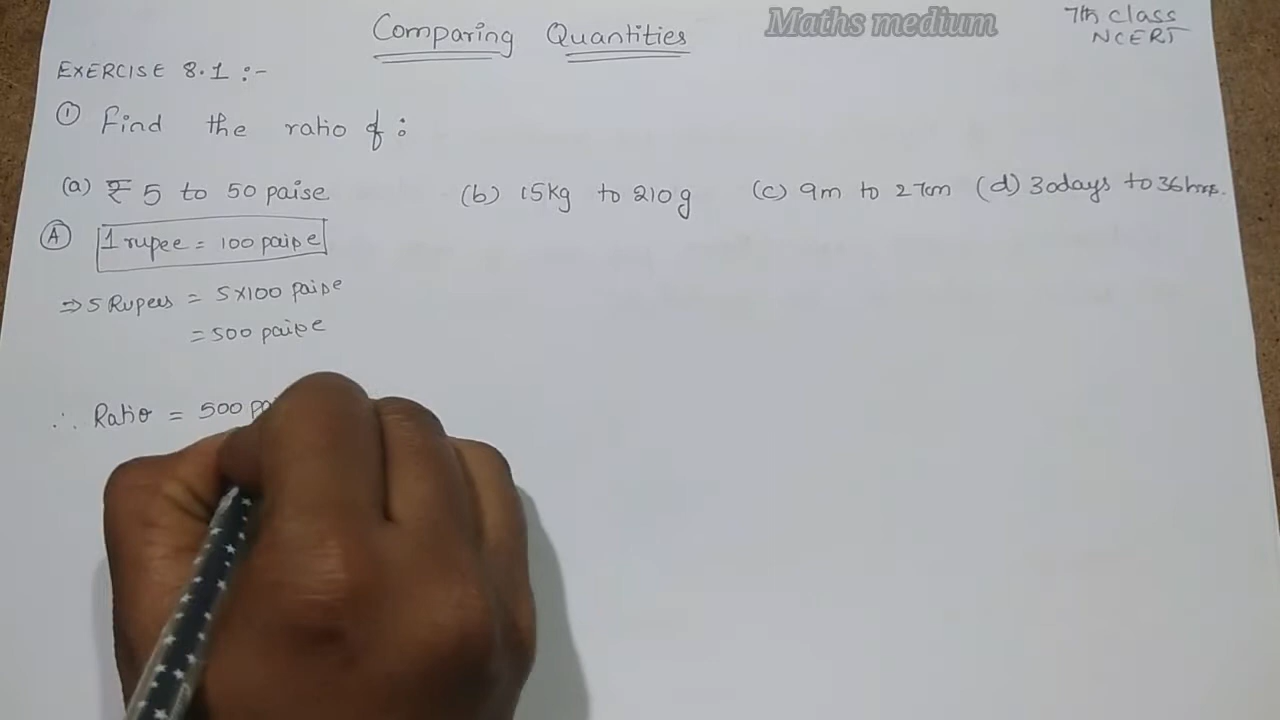 Comparing Quantities
Maths medium
7th Class
NCERT
EXERCISE 8.1 :-
① Find the ratio of :
(a) ₹ 5 to 50 paise (b) 15kg to 210g (c) 9m to 27cm (d) 30days to 36hrs.
Ⓐ 1 rupee = 100 paise
⇒ 5 Rupees = 5×100 paise
= 500 paise
∴ Ratio = 500